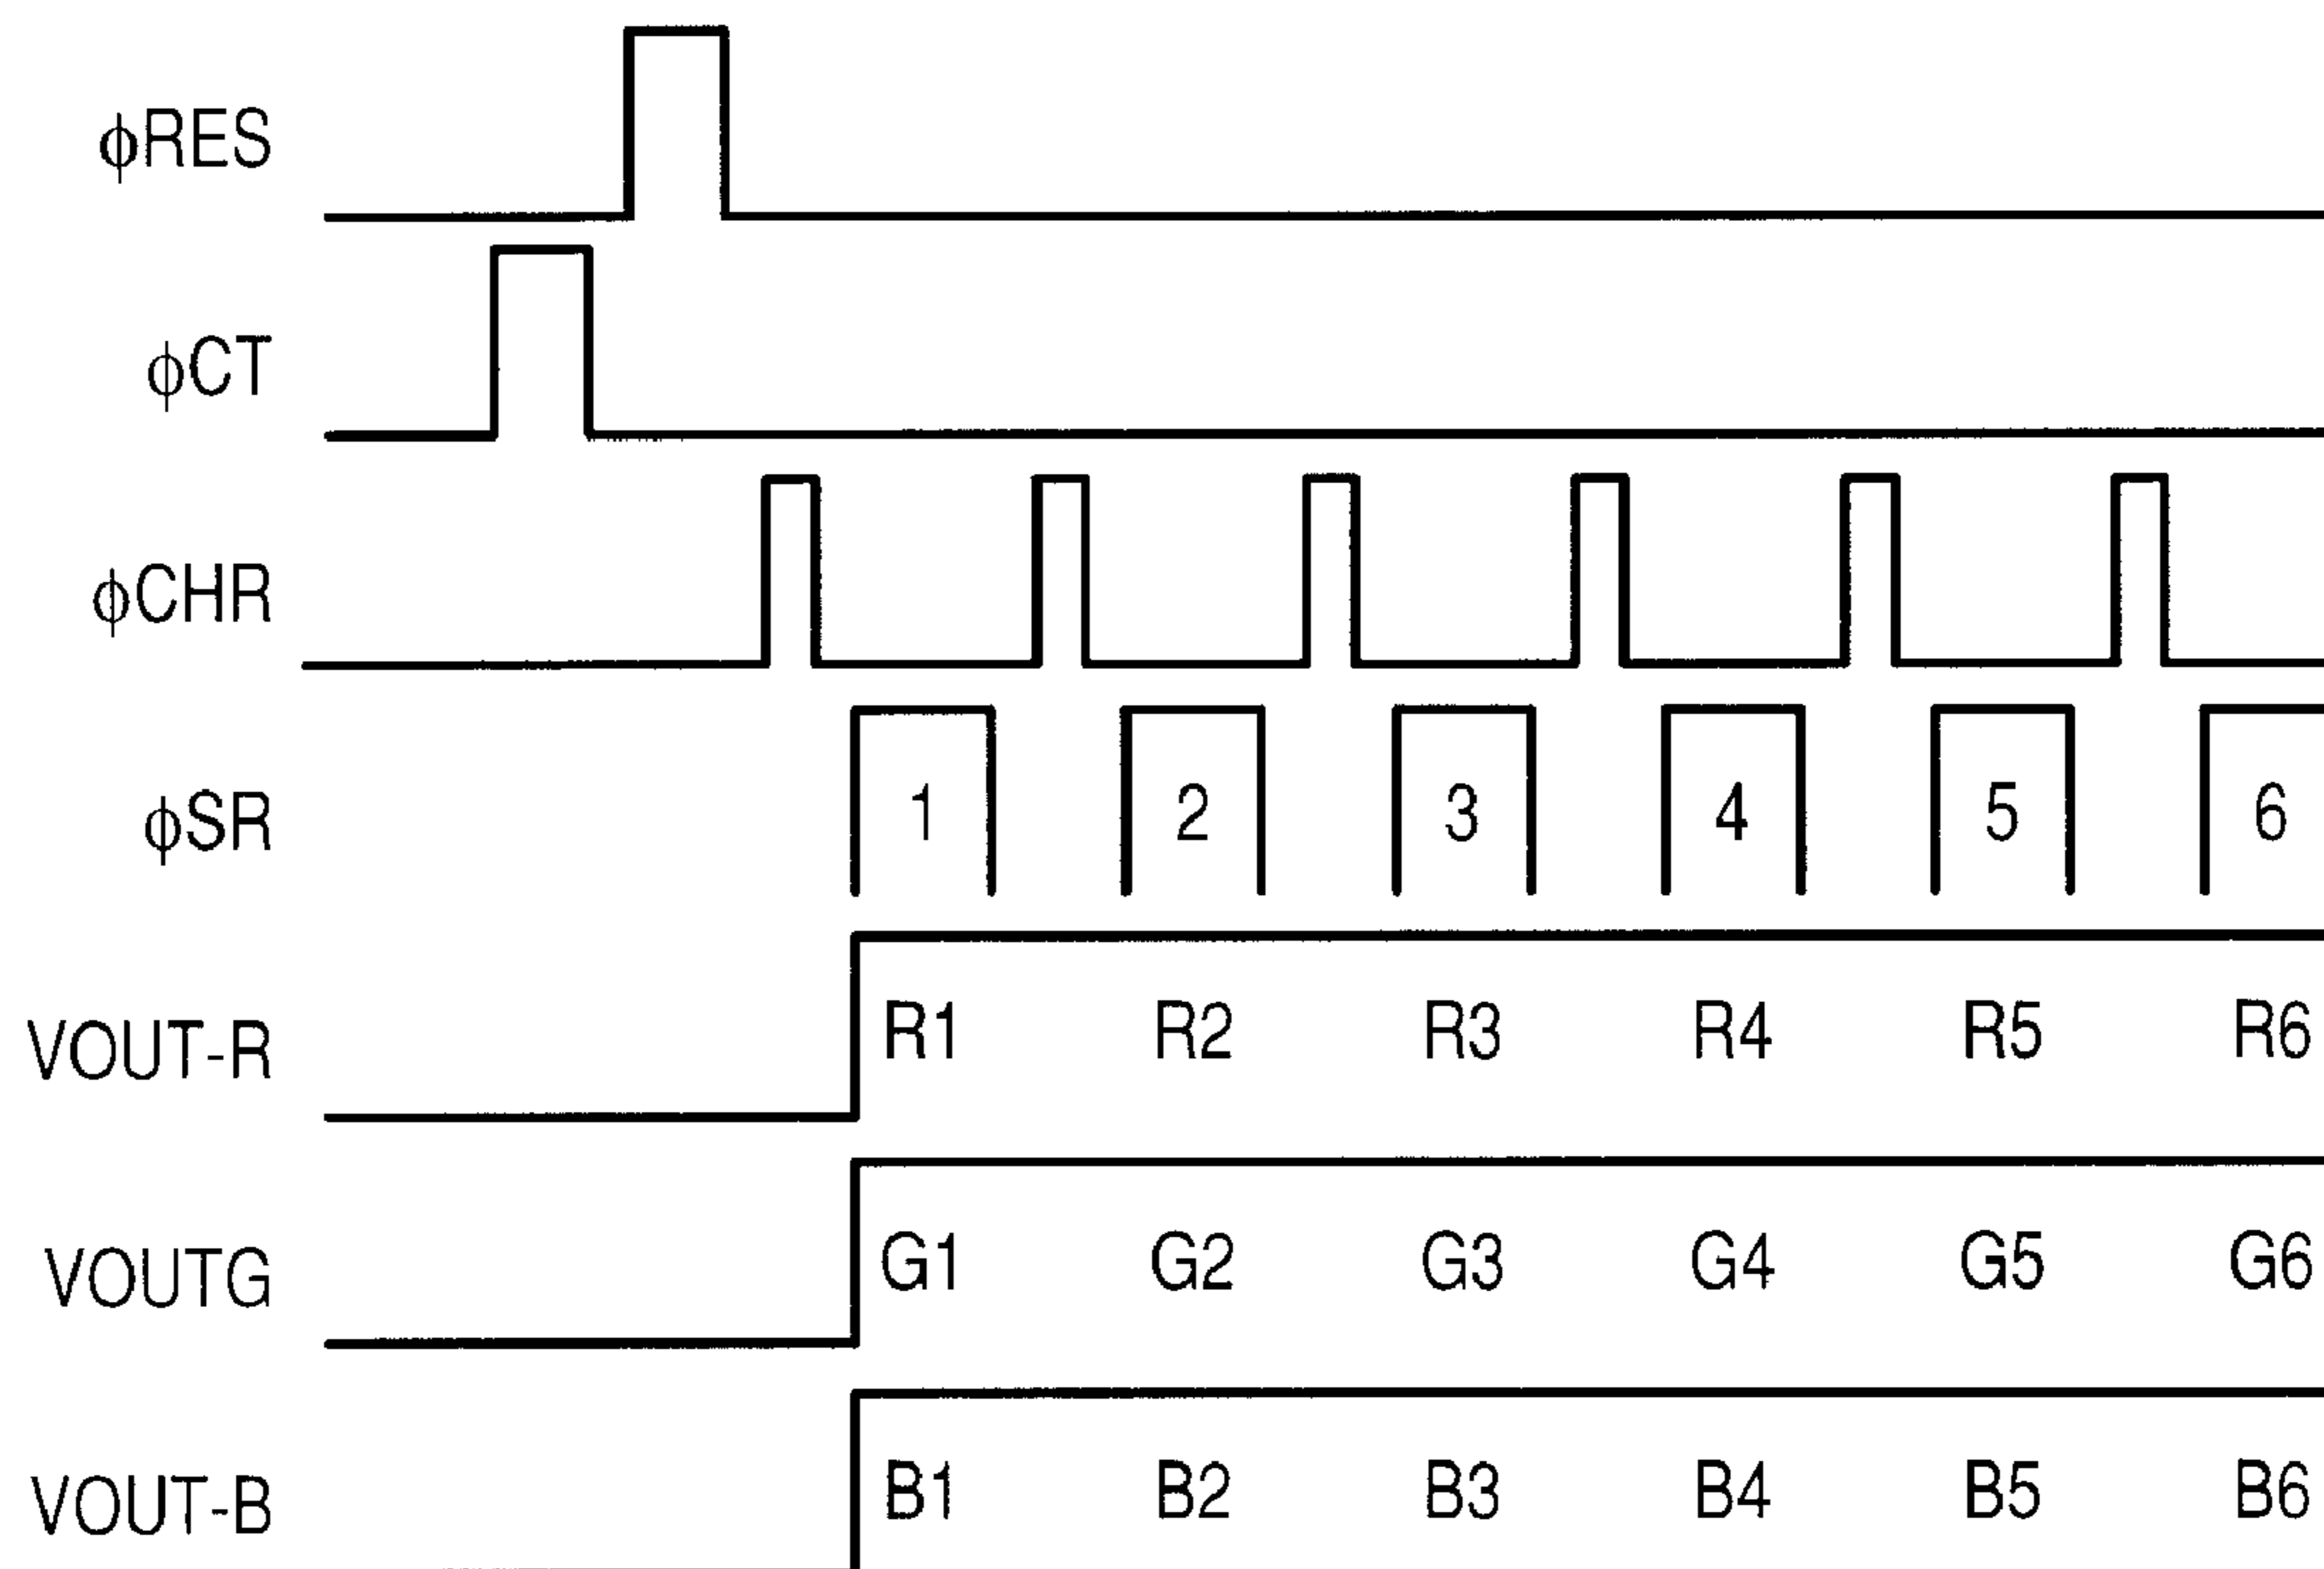 ϕRES
ϕCT
ϕCHR
ϕSR 1 2 3 4 5 6
VOUT-R R1 R2 R3 R4 R5 R6
VOUTG G1 G2 G3 G4 G5 G6
VOUT-B B1 B2 B3 B4 B5 B6